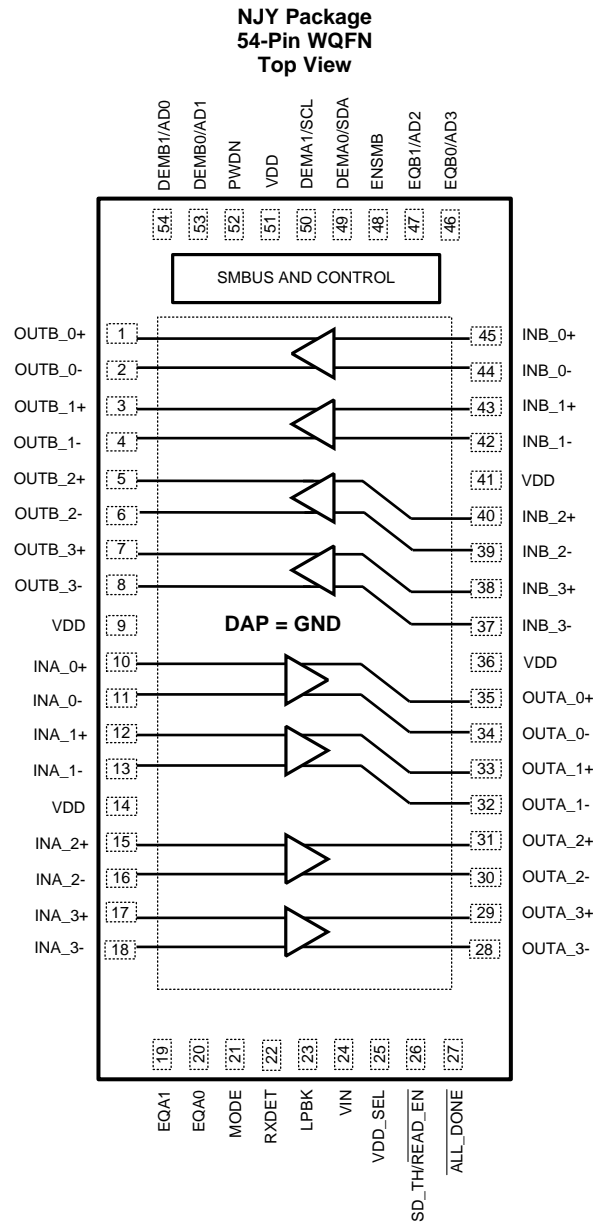 NJY Package
54-Pin WQFN
Top View
DEMB1/AD0
DEMB0/AD1
PWDN
VDD
DEMA1/SCL
DEMA0/SDA
ENSMB
EQB1/AD2
EQB0/AD3
54
53
52
51
50
49
48
47
46
SMBUS AND CONTROL
OUTB_0+ 1 45 INB_0+
OUTB_0- 2 44 INB_0-
OUTB_1+ 3 43 INB_1+
OUTB_1- 4 42 INB_1-
OUTB_2+ 5 41 VDD
OUTB_2- 6 40 INB_2+
39 INB_2-
OUTB_3+ 7 38 INB_3+
OUTB_3- 8 37 INB_3-
VDD 9 DAP = GND
INA_0+ 10 36 VDD
INA_0- 11 35 OUTA_0+
INA_1+ 12 34 OUTA_0-
INA_1- 13 33 OUTA_1+
VDD 14 32 OUTA_1-
INA_2+ 15 31 OUTA_2+
INA_2- 16 30 OUTA_2-
INA_3+ 17 29 OUTA_3+
INA_3- 18 28 OUTA_3-
19
20
21
22
23
24
25
26
27
EQA1
EQA0
MODE
RXDET
LPBK
VIN
VDD_SEL
SD_TH/READ_EN
ALL_DONE